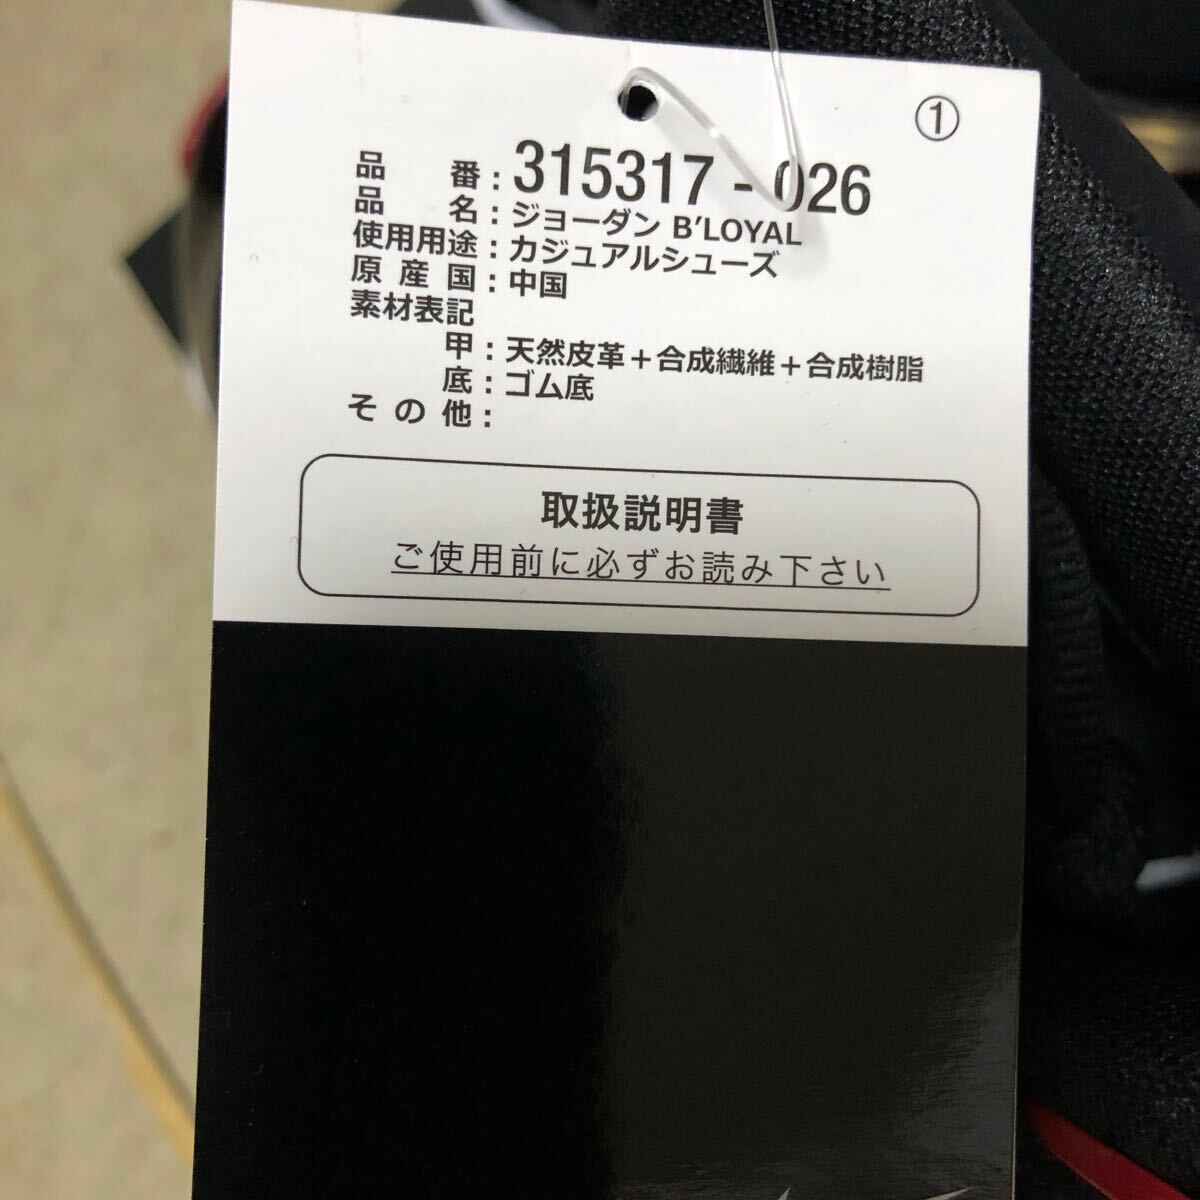 ①
品番：315317-026
品名：ジョーダン B'LOYAL
使用用途：カジュアルシューズ
原産国：中国
素材表記
甲：天然皮革＋合成繊維＋合成樹脂
底：ゴム底
その他：
取扱説明書
ご使用前に必ずお読み下さい